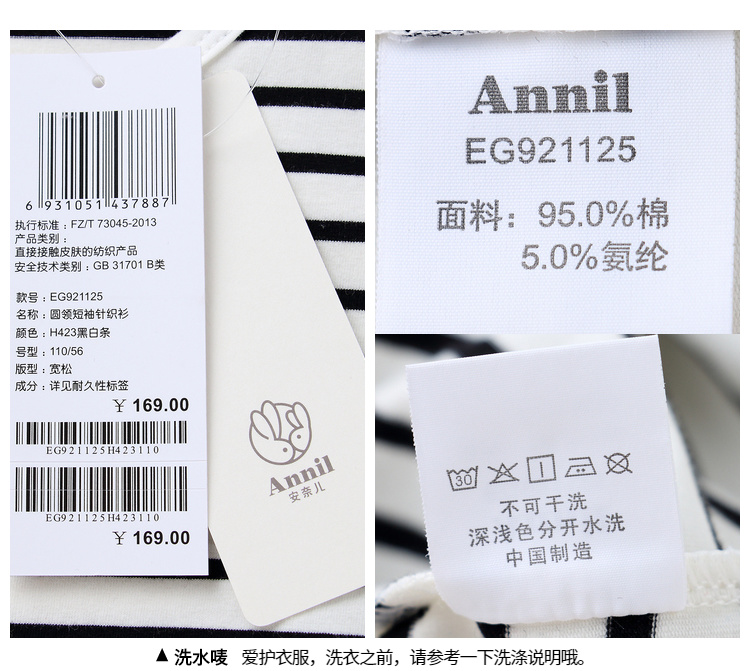 6 931051 437887
执行标准：FZ/T 73045-2013
产品类别：
直接接触皮肤的纺织产品
安全技术类别：GB 31701 B类
款号：EG921125
名称：圆领短袖针织衫
颜色：H423黑白条
号型：110/56
版型：宽松
成分：详见耐久性标签
￥ 169.00
EG921125H423110
EG921125H423110
￥ 169.00
Annil
安奈儿
Annil
EG921125
面料：95.0%棉
5.0%氨纶
30
不可干洗
深浅色分开水洗
中国制造
▲ 洗水唛 爱护衣服，洗衣之前，请参考一下洗涤说明哦。